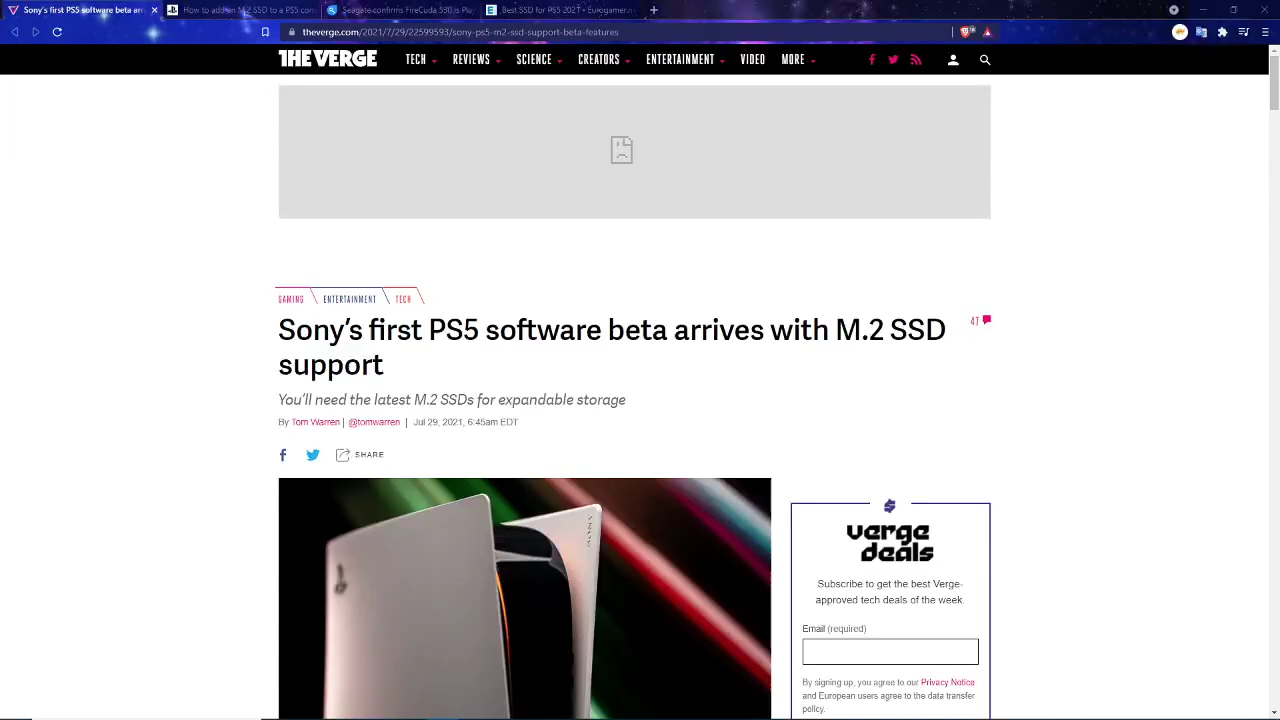 Sony's first PS5 software beta arr
How to add an M.2 SSD to a PS5 con
Seagate confirms FireCuda 530 is Pla
Best SSD for PS5 2021 • Eurogamer.n
theverge.com/2021/7/29/22599593/sony-ps5-m2-ssd-support-beta-features
THE VERGE
TECH
REVIEWS
SCIENCE
CREATORS
ENTERTAINMENT
VIDEO
MORE
GAMING
ENTERTAINMENT
TECH
Sony's first PS5 software beta arrives with M.2 SSD
support
47
You'll need the latest M.2 SSDs for expandable storage
By Tom Warren | @tomwarren | Jul 29, 2021, 6:45am EDT
SHARE
SONY
verge
deals
Subscribe to get the best Verge-
approved tech deals of the week.
Email (required)
By signing up, you agree to our Privacy Notice
and European users agree to the data transfer
policy.